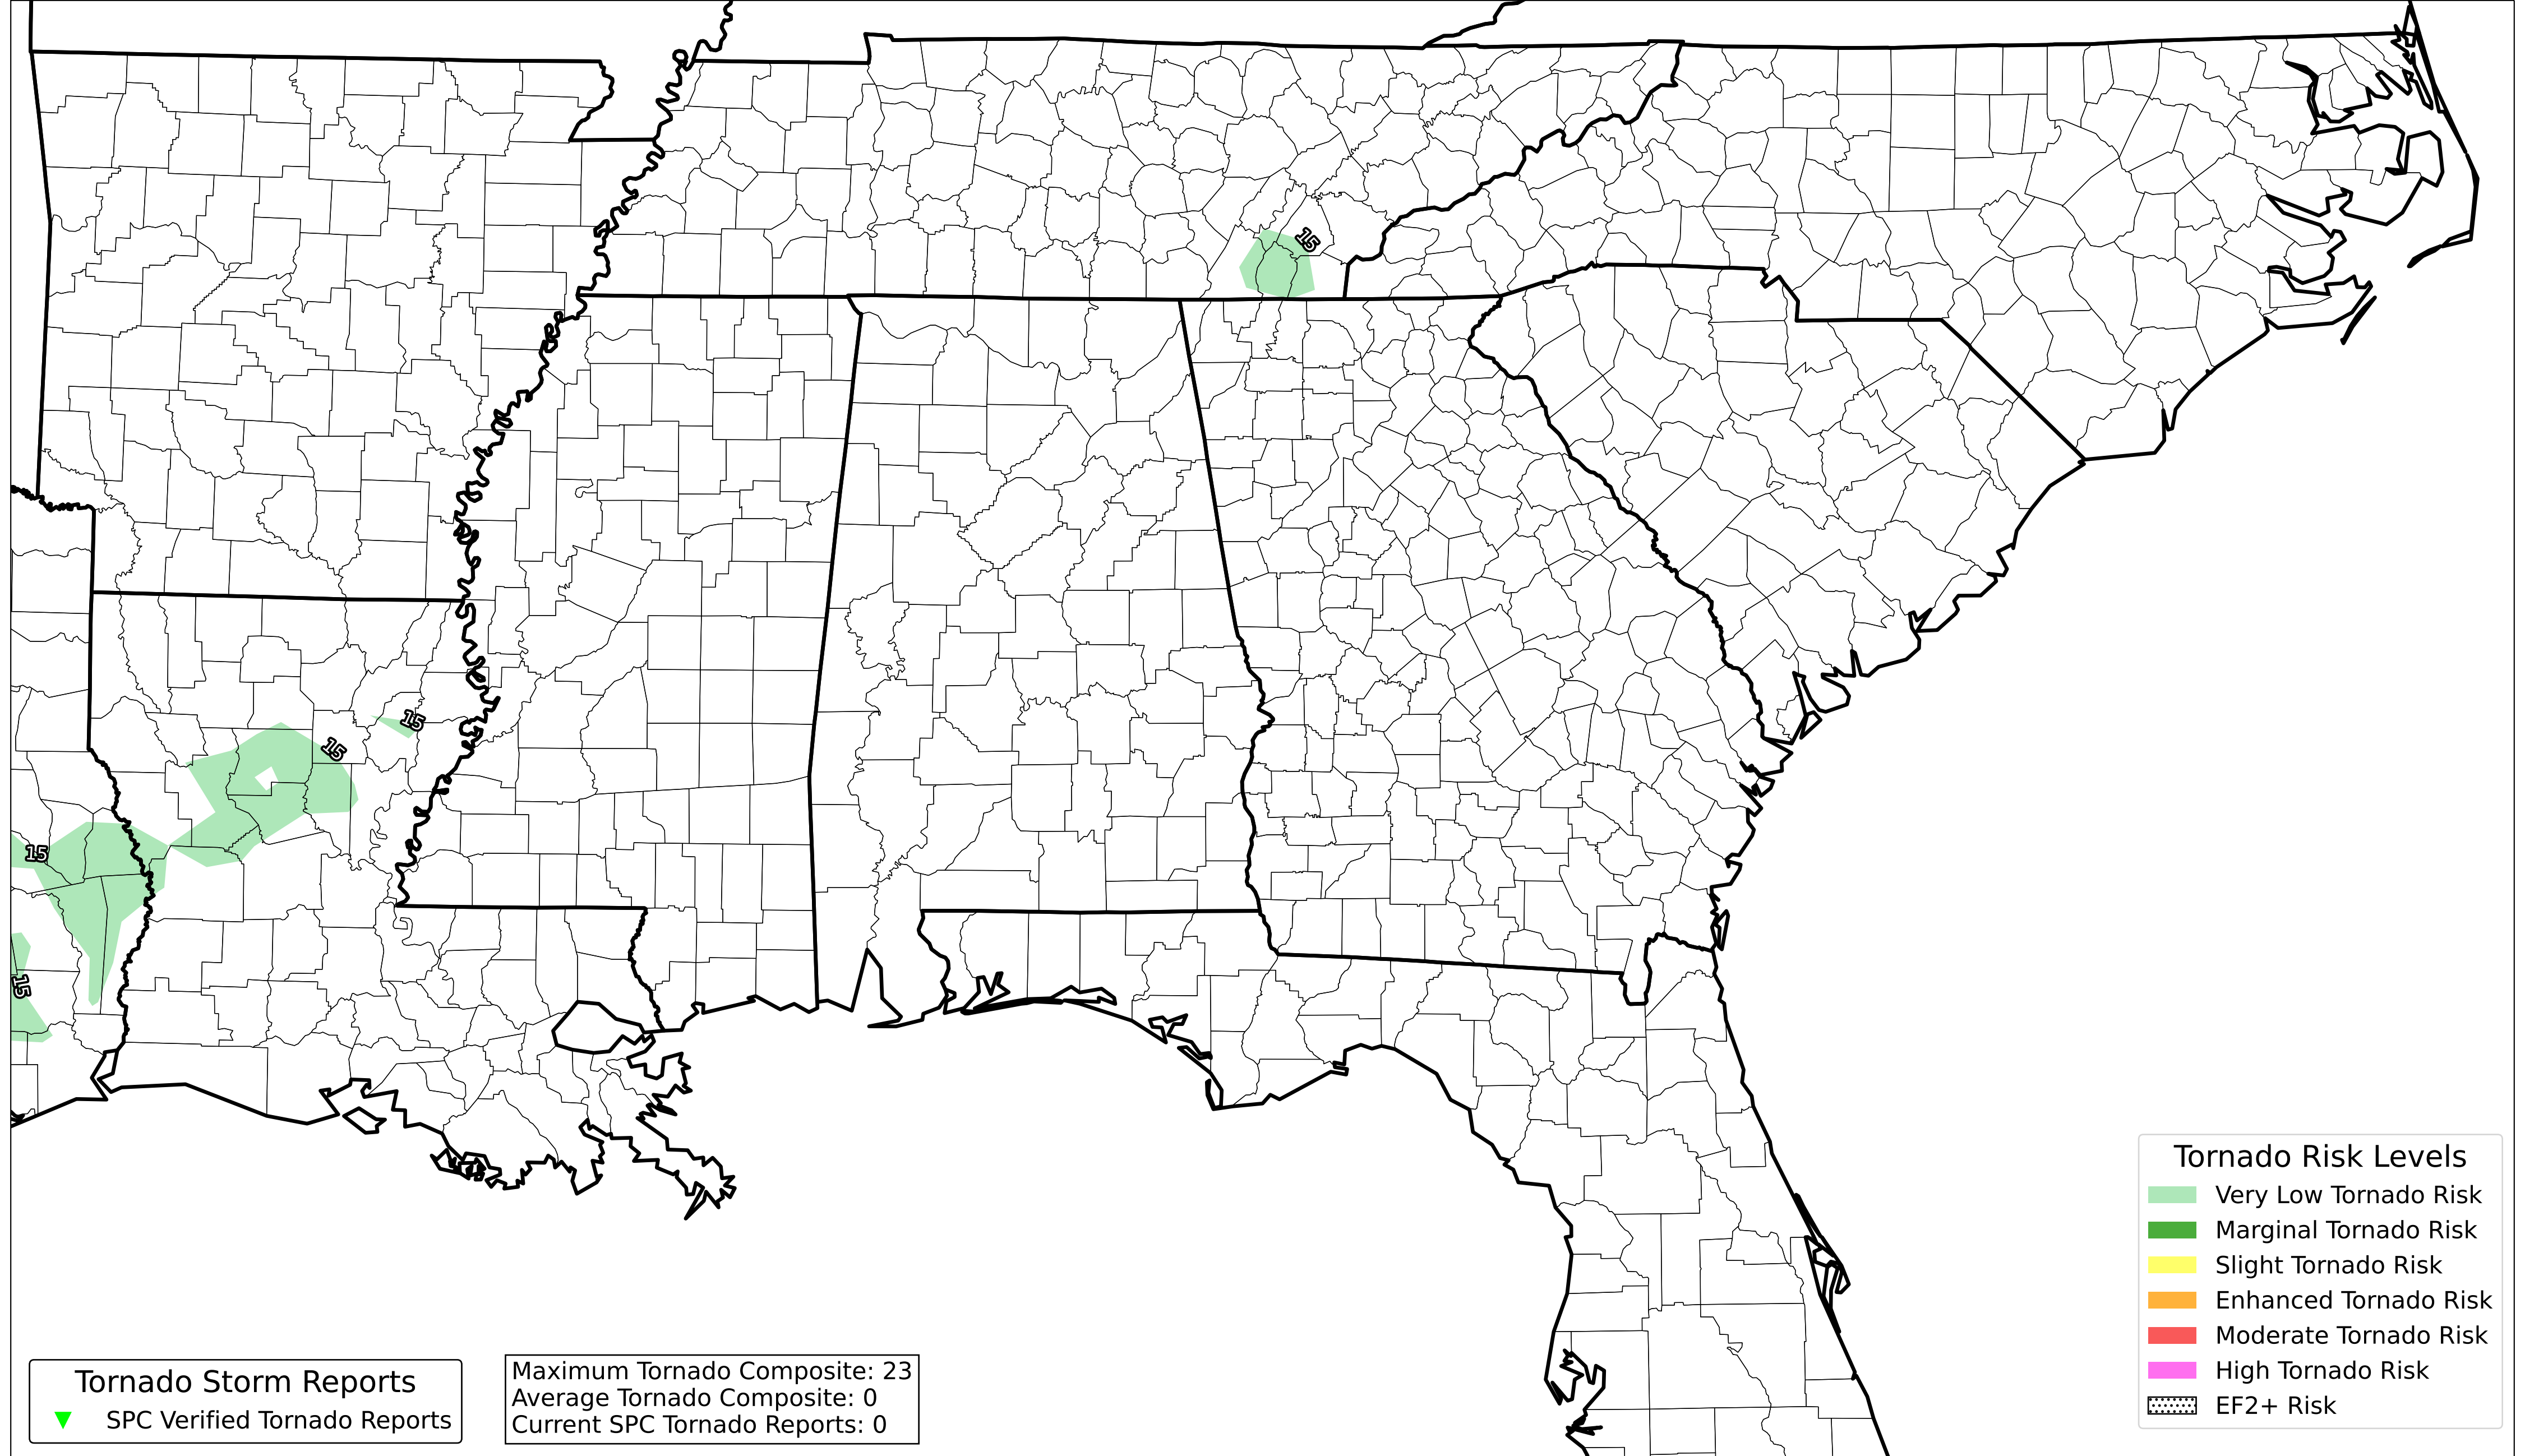 15
15
15
15
15
Tornado Risk Levels
Very Low Tornado Risk
Marginal Tornado Risk
Slight Tornado Risk
Enhanced Tornado Risk
Moderate Tornado Risk
High Tornado Risk
EF2+ Risk
Tornado Storm Reports
SPC Verified Tornado Reports
Maximum Tornado Composite: 23
Average Tornado Composite: 0
Current SPC Tornado Reports: 0